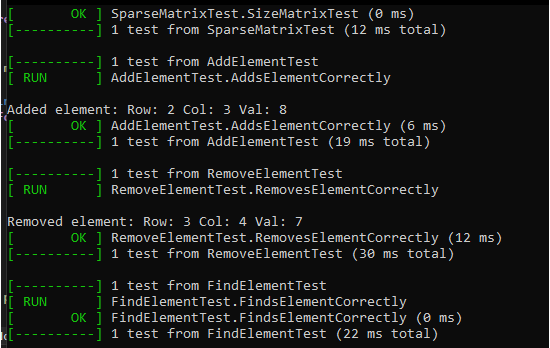 [       OK ] SparseMatrixTest.SizeMatrixTest (0 ms)
[----------] 1 test from SparseMatrixTest (12 ms total)
[----------] 1 test from AddElementTest
[ RUN      ] AddElementTest.AddsElementCorrectly
Added element: Row: 2 Col: 3 Val: 8
[       OK ] AddElementTest.AddsElementCorrectly (6 ms)
[----------] 1 test from AddElementTest (19 ms total)
[----------] 1 test from RemoveElementTest
[ RUN      ] RemoveElementTest.RemovesElementCorrectly
Removed element: Row: 3 Col: 4 Val: 7
[       OK ] RemoveElementTest.RemovesElementCorrectly (12 ms)
[----------] 1 test from RemoveElementTest (30 ms total)
[----------] 1 test from FindElementTest
[ RUN      ] FindElementTest.FindsElementCorrectly
[       OK ] FindElementTest.FindsElementCorrectly (0 ms)
[----------] 1 test from FindElementTest (22 ms total)